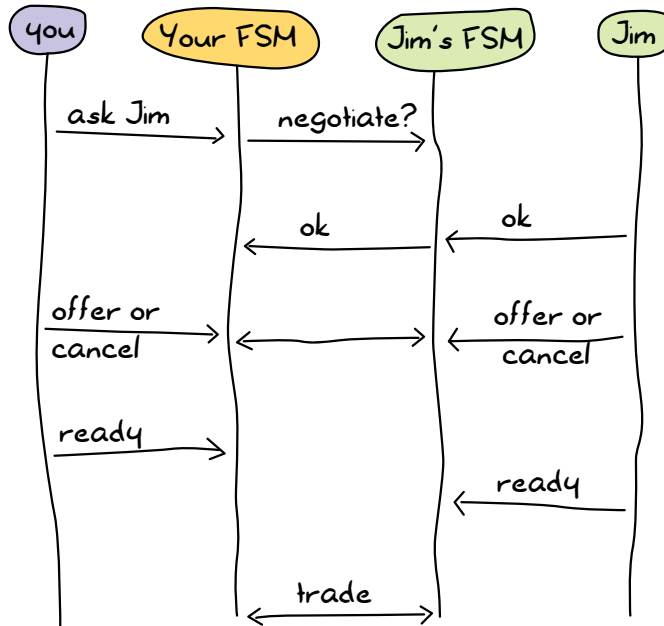 you
Your FSM
Jim's FSM
Jim
ask Jim
negotiate?
ok
ok
offer or
cancel
offer or
cancel
ready
ready
trade